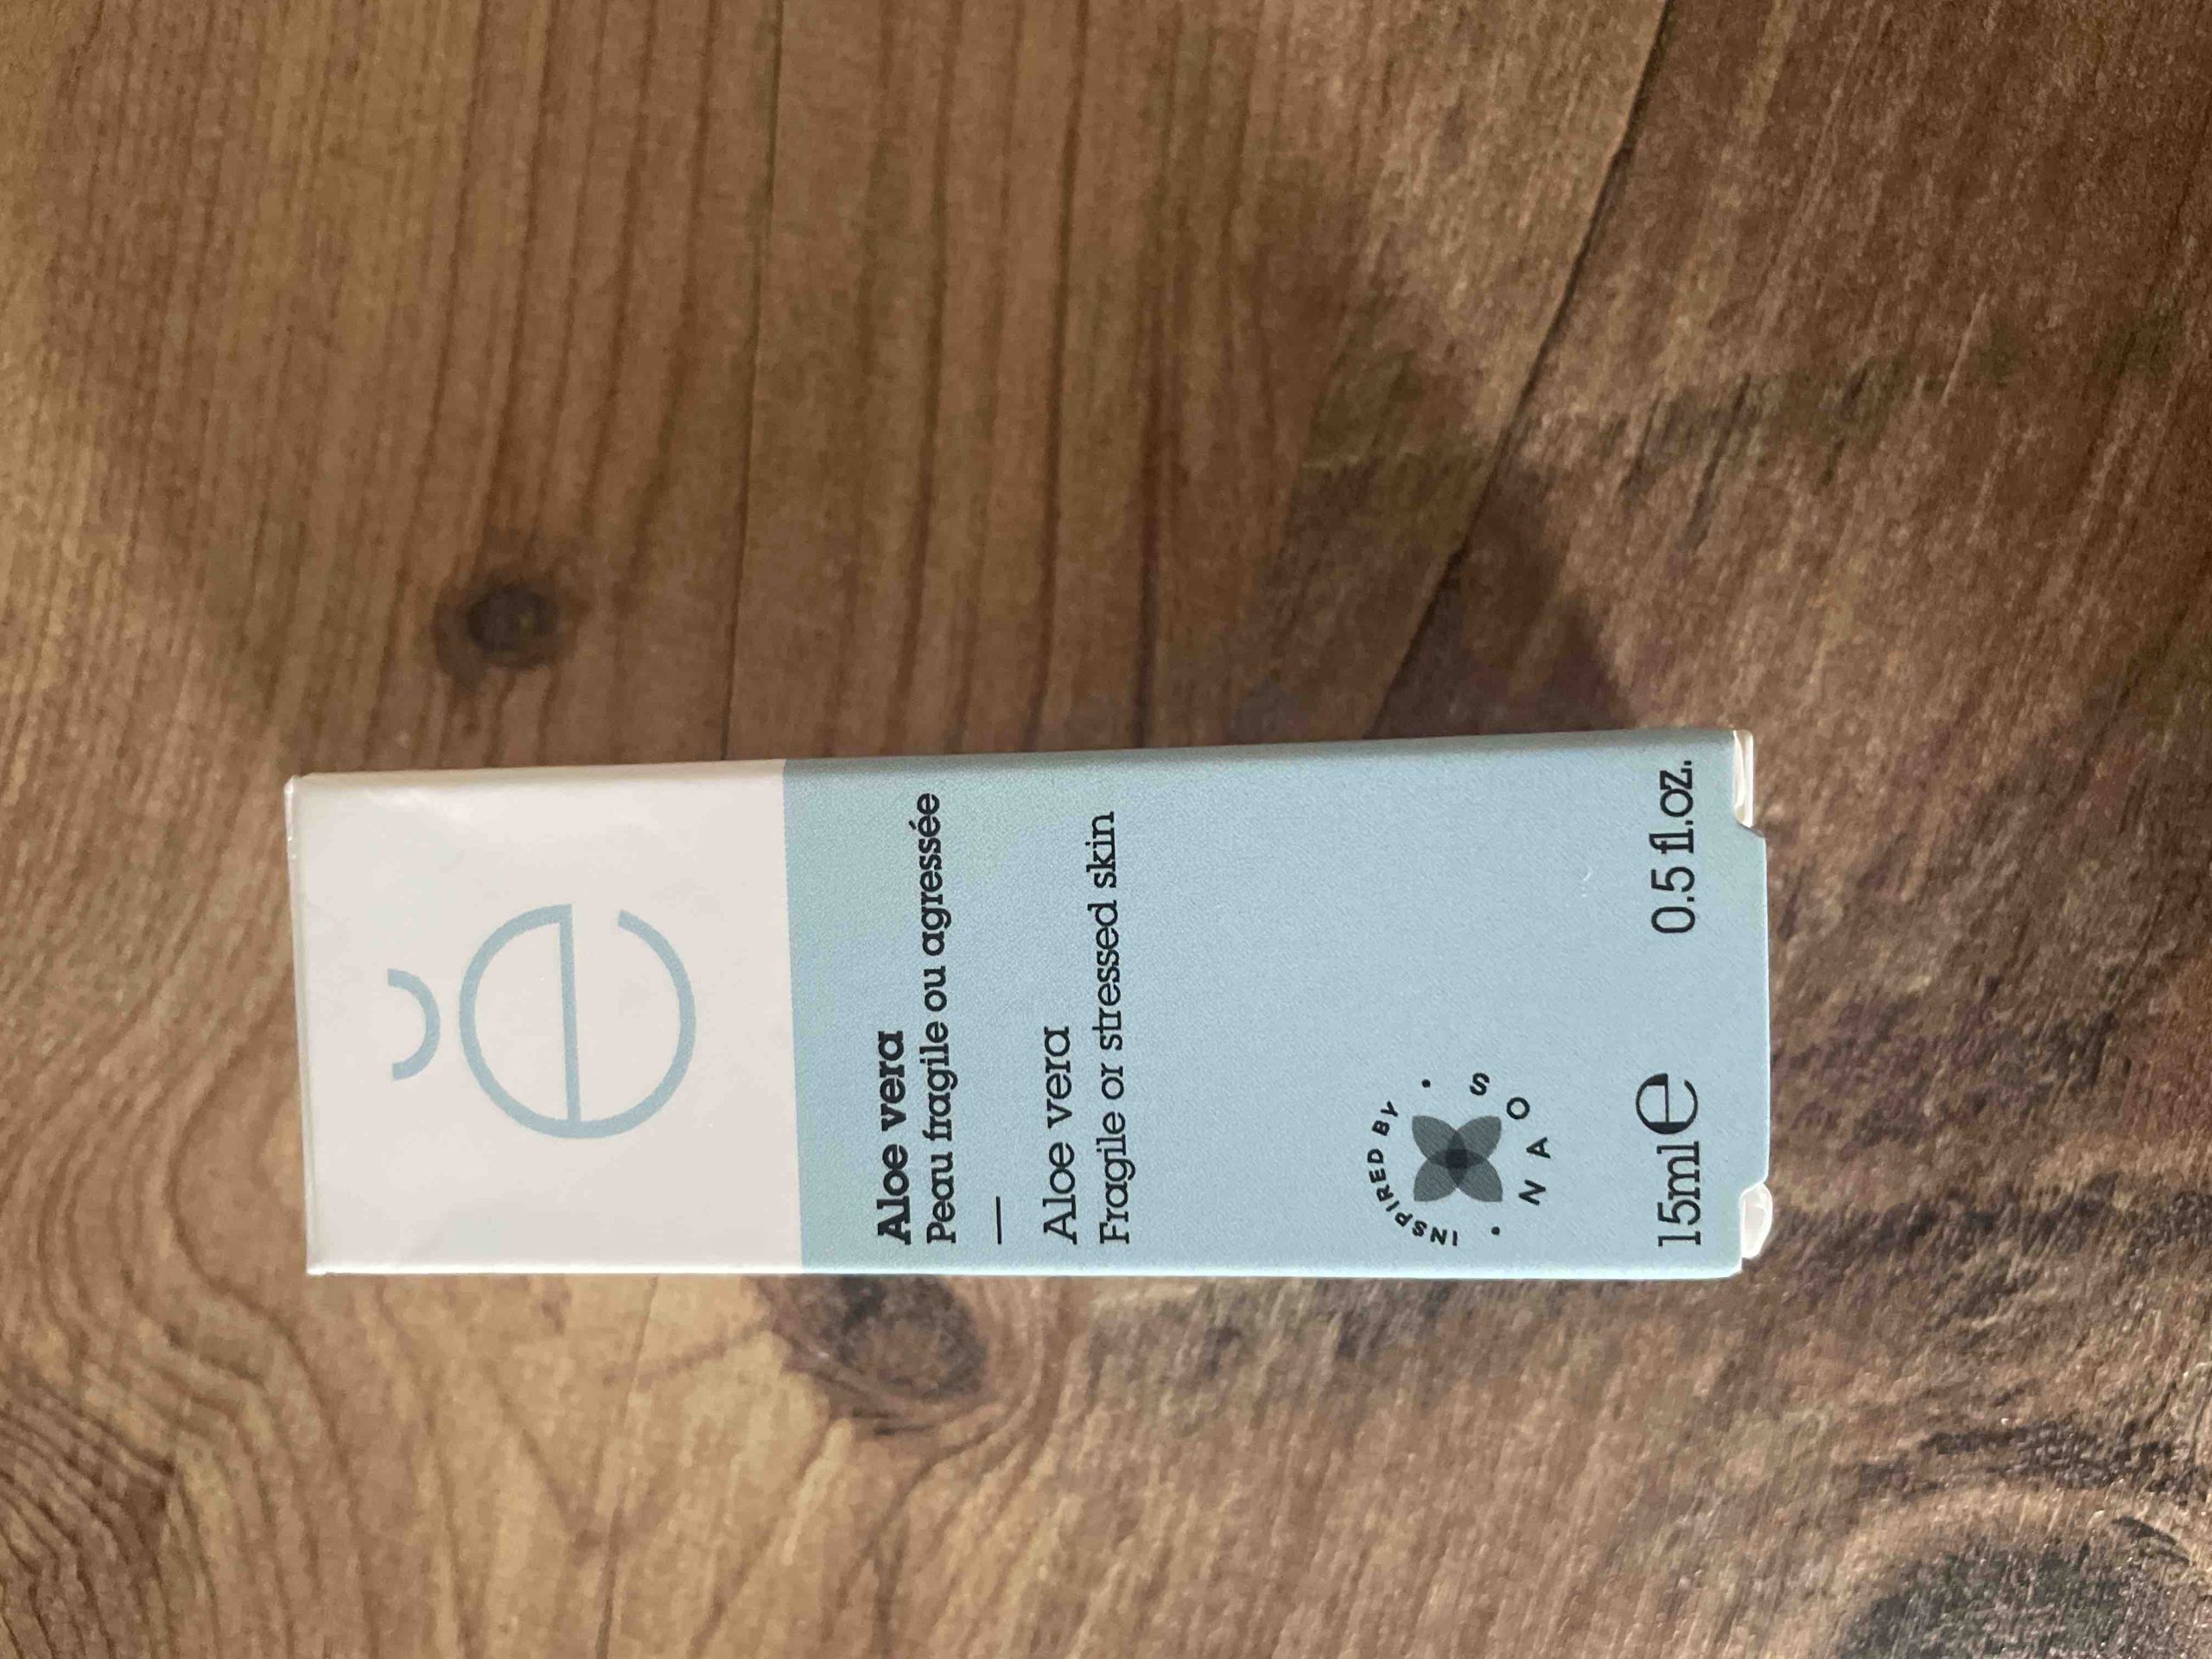 ĕ
Aloe vera
Peau fragile ou agressée
Aloe vera
Fragile or stressed skin
INSPIRED BY
• NAOS •
15ml ℮ 0.5 fl.oz.